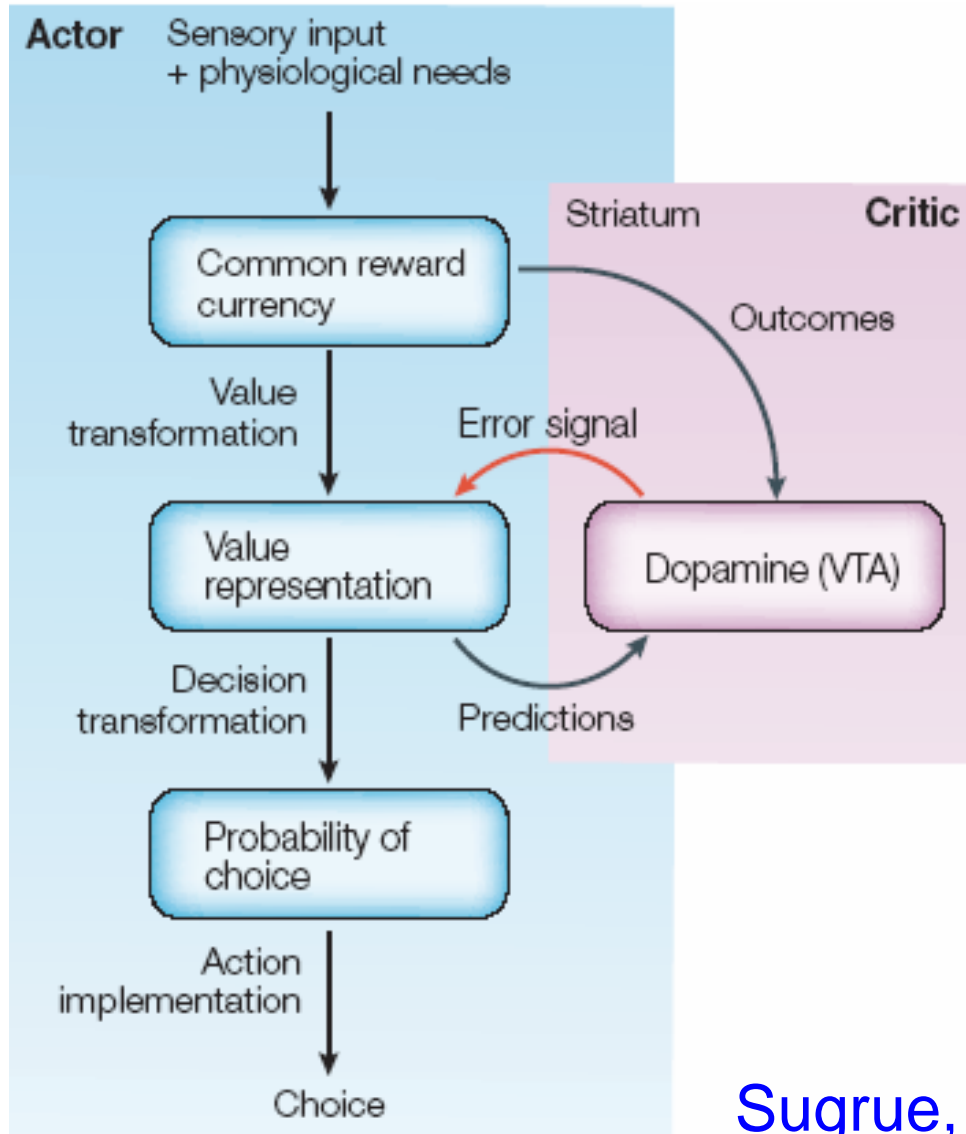 Actor
Sensory input
+ physiological needs
Striatum
Critic
Common reward
currency
Outcomes
Value
transformation
Error signal
Value
representation
Dopamine (VTA)
Decision
transformation
Predictions
Probability of
choice
Action
implementation
Choice
Sugrue,